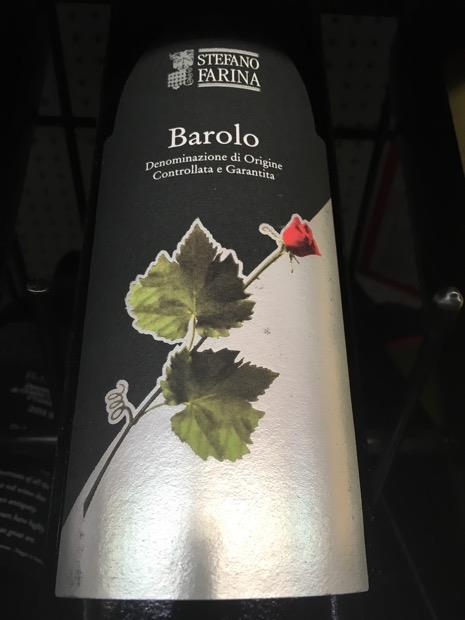 STEFANO
FARINA
Barolo
Denominazione di Origine
Controllata e Garantita